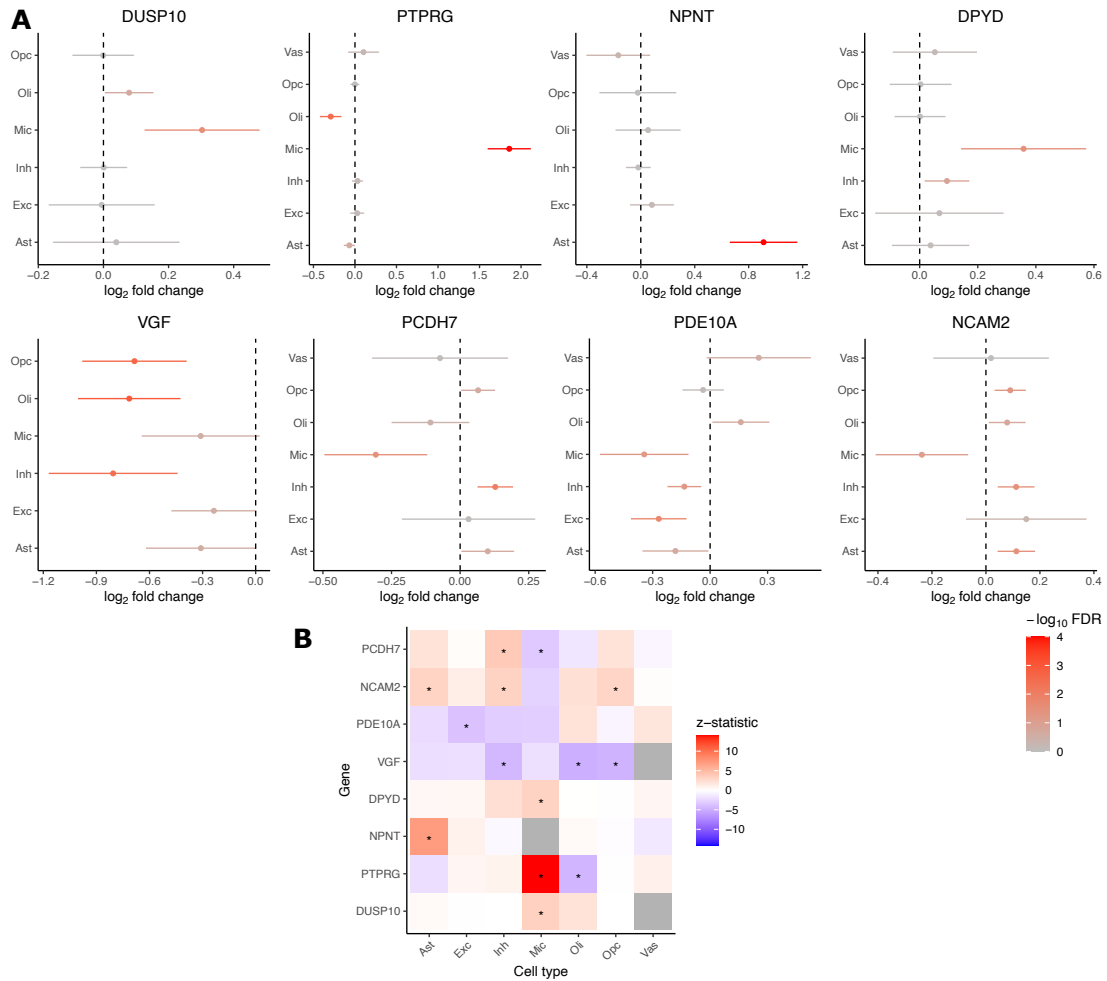 A
DUSP10
PTPRG
NPNT
DPYD
Opc
Oli
Mic
Inh
Exc
Ast
−0.2 0.0 0.2 0.4
log2 fold change
Vas
Opc
Oli
Mic
Inh
Exc
Ast
−0.5 0.0 0.5 1.0 1.5 2.0
log2 fold change
Vas
Opc
Oli
Inh
Exc
Ast
−0.4 0.0 0.4 0.8 1.2
log2 fold change
Vas
Opc
Oli
Mic
Inh
Exc
Ast
0.0 0.2 0.4 0.6
log2 fold change
VGF
PCDH7
PDE10A
NCAM2
Opc
Oli
Mic
Inh
Exc
Ast
−1.2 −0.9 −0.6 −0.3 0.0
log2 fold change
Vas
Opc
Oli
Mic
Inh
Exc
Ast
−0.50 −0.25 0.00 0.25
log2 fold change
Vas
Opc
Oli
Mic
Inh
Exc
Ast
−0.6 −0.3 0.0 0.3
log2 fold change
Vas
Opc
Oli
Mic
Inh
Exc
Ast
−0.4 −0.2 0.0 0.2 0.4
log2 fold change
−log10 FDR
4
3
2
1
0
B
Gene
PCDH7 * *
NCAM2 * * *
PDE10A *
VGF * * *
DPYD *
NPNT *
PTPRG * *
DUSP10 *
Ast Exc Inh Mic Oli Opc Vas
Cell type
z−statistic
10
5
0
−5
−10